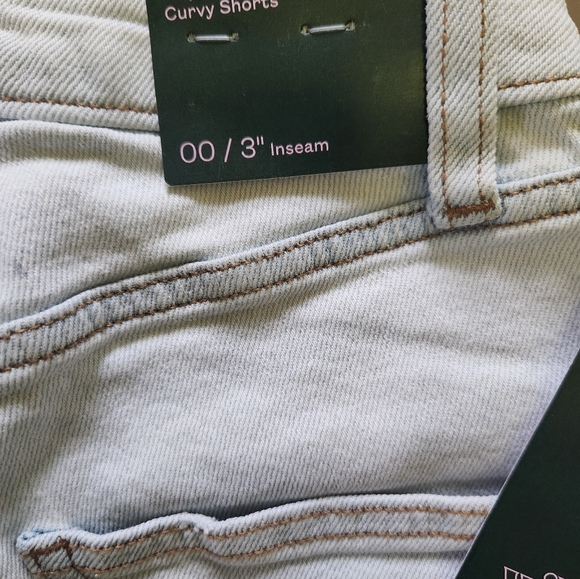 Curvy Shorts
00 / 3" Inseam